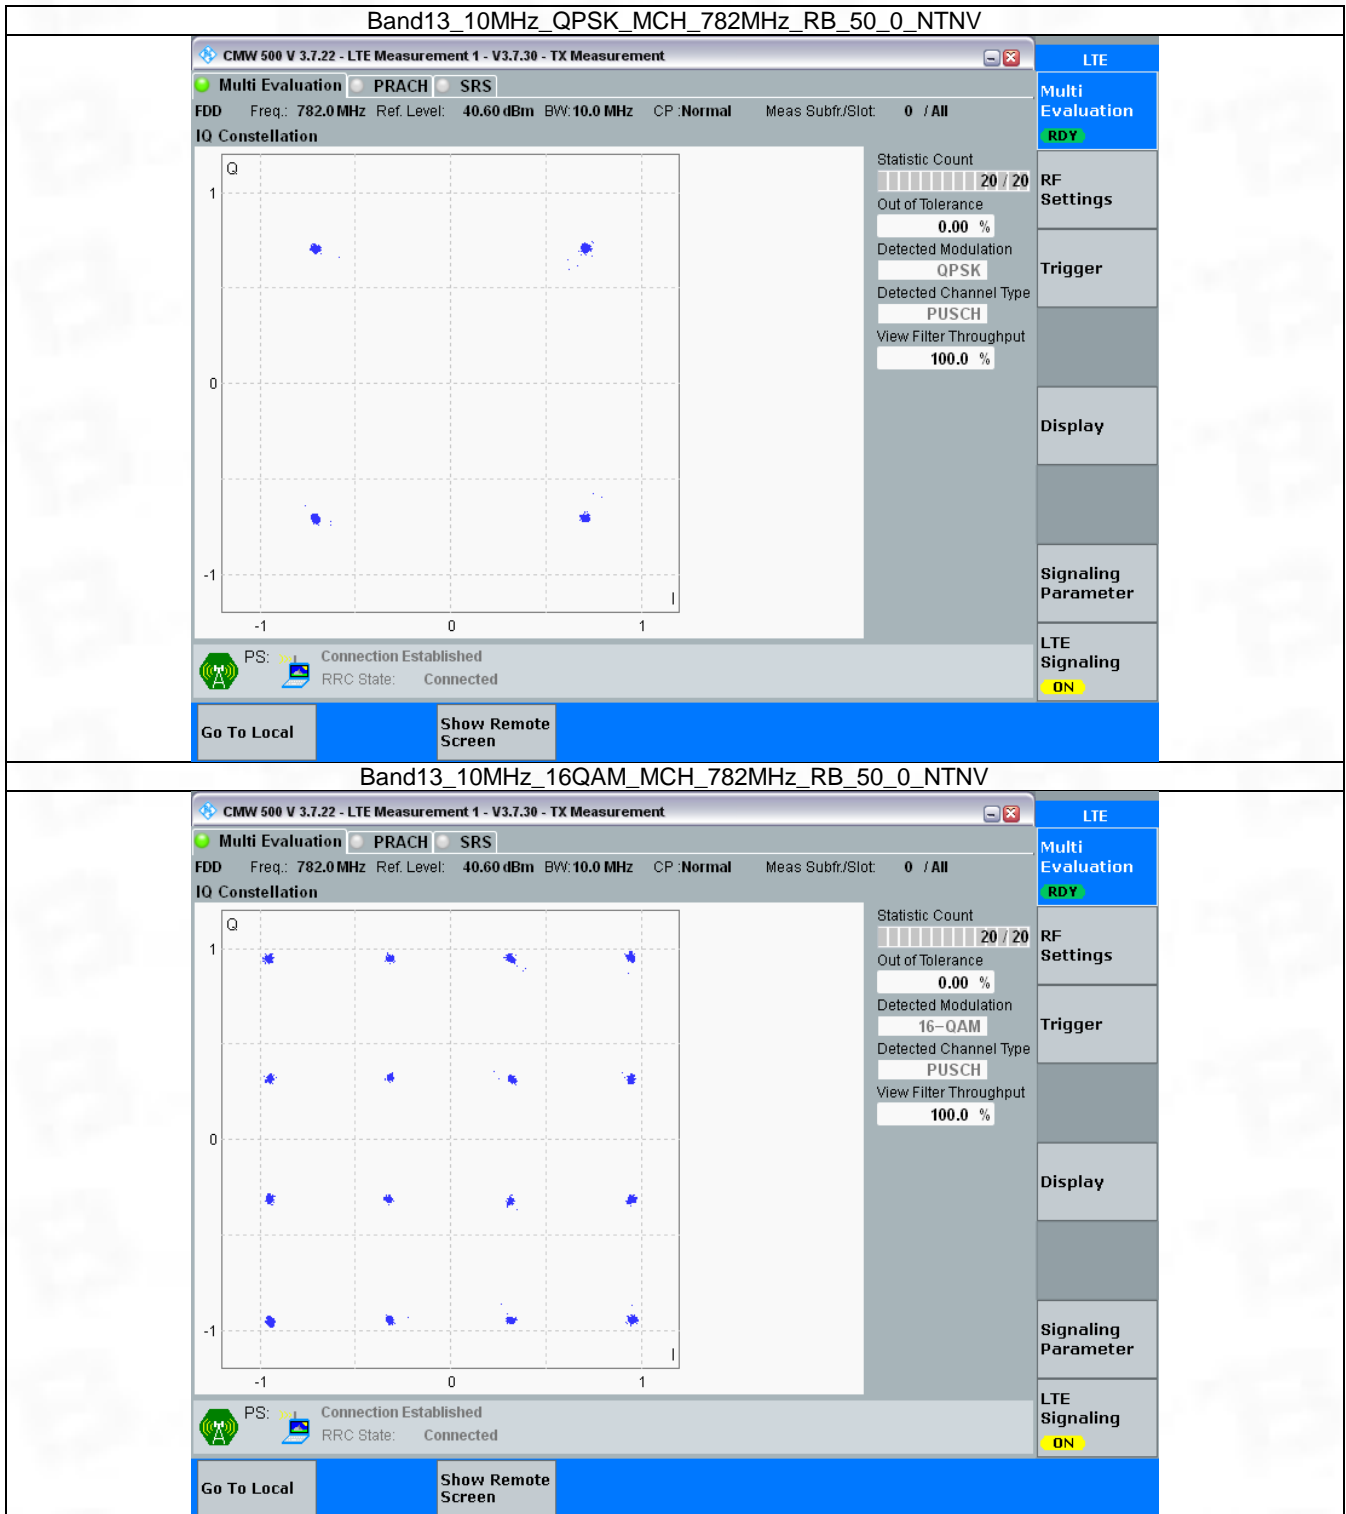 Band13_10MHz_QPSK_MCH_782MHz_RB_50_0_NTNV
CMW 500 V 3.7.22 - LTE Measurement 1 - V3.7.30 - TX Measurement
LTE
Multi Evaluation PRACH SRS
Multi
Evaluation
RDY
FDD Freq.: 782.0 MHz Ref. Level: 40.60 dBm BW: 10.0 MHz CP : Normal Meas Subfr./Slot: 0 / All
IQ Constellation
Q
1
0
-1
I
-1 0 1
Statistic Count
20 / 20
Out of Tolerance
0.00 %
Detected Modulation
QPSK
Detected Channel Type
PUSCH
View Filter Throughput
100.0 %
RF
Settings
Trigger
Display
Signaling
Parameter
LTE
Signaling
ON
PS: Connection Established
RRC State: Connected
Go To Local
Show Remote
Screen
Band13_10MHz_16QAM_MCH_782MHz_RB_50_0_NTNV
CMW 500 V 3.7.22 - LTE Measurement 1 - V3.7.30 - TX Measurement
LTE
Multi Evaluation PRACH SRS
Multi
Evaluation
RDY
FDD Freq.: 782.0 MHz Ref. Level: 40.60 dBm BW: 10.0 MHz CP : Normal Meas Subfr./Slot: 0 / All
IQ Constellation
Q
1
0
-1
I
-1 0 1
Statistic Count
20 / 20
Out of Tolerance
0.00 %
Detected Modulation
16-QAM
Detected Channel Type
PUSCH
View Filter Throughput
100.0 %
RF
Settings
Trigger
Display
Signaling
Parameter
LTE
Signaling
ON
PS: Connection Established
RRC State: Connected
Go To Local
Show Remote
Screen